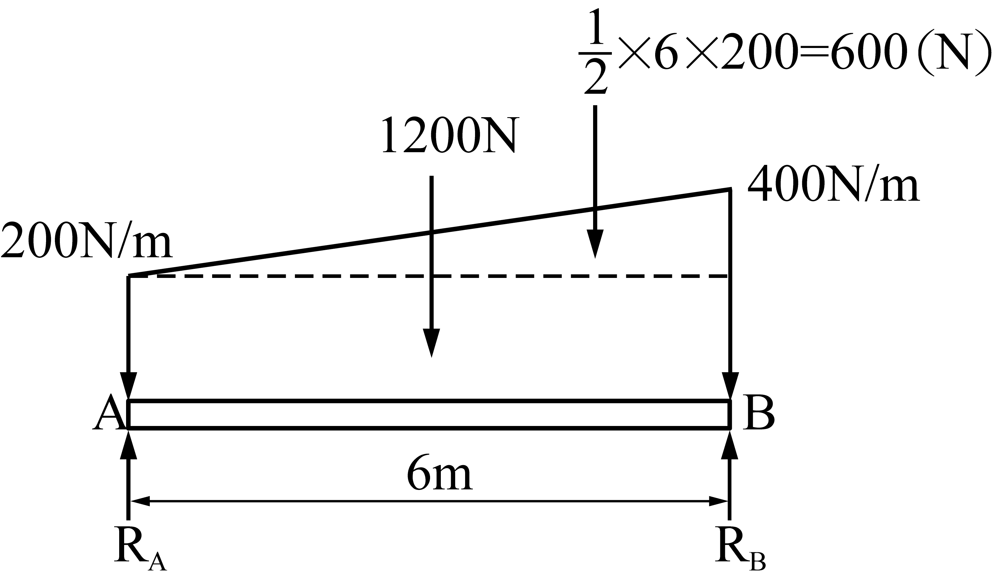 1/2×6×200=600(N)
1200N
400N/m
200N/m
A
B
6m
R_A
R_B